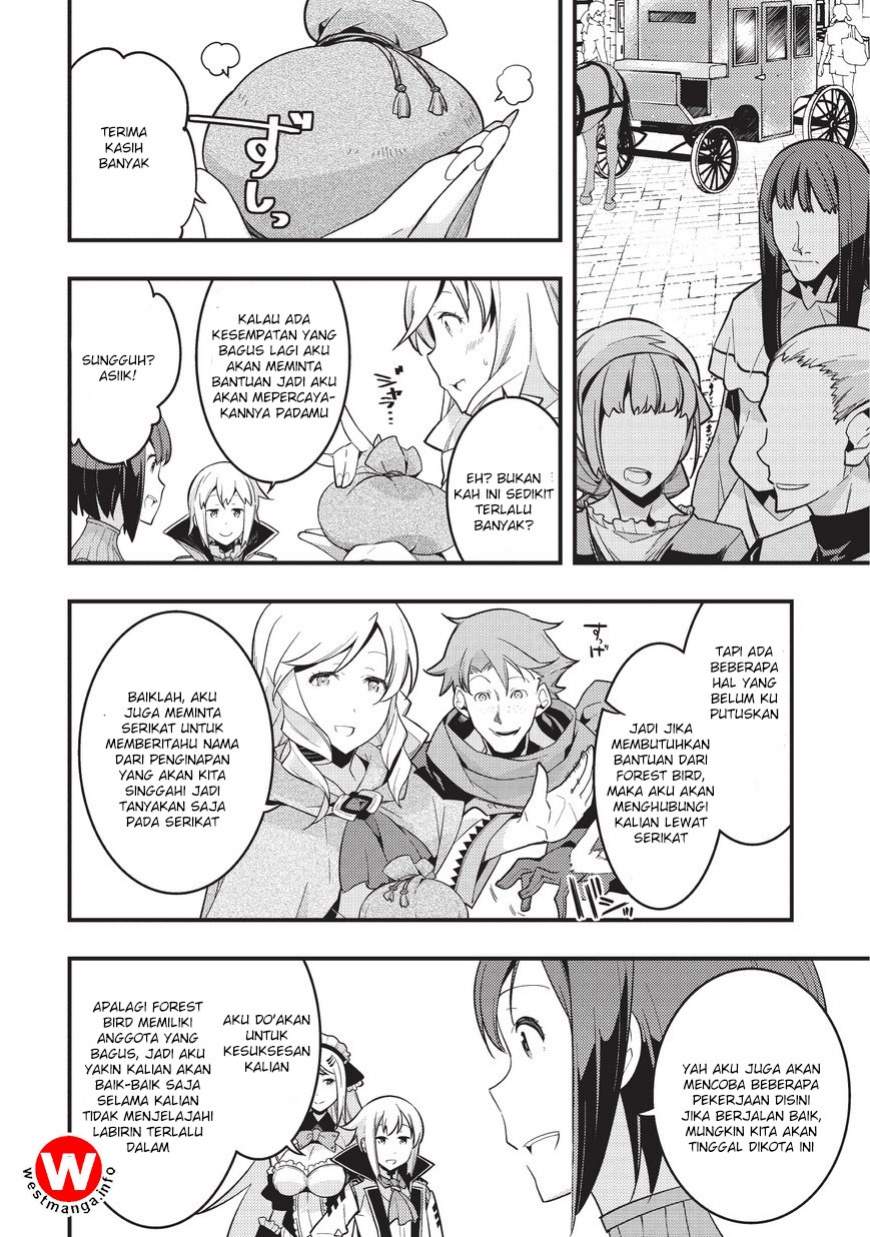 TERIMA
KASIH
BANYAK
ずしっ
EH? BUKAN
KAH INI SEDIKIT
TERLALU
BANYAK?
KALAU ADA
KESEMPATAN YANG
BAGUS LAGI AKU
AKAN MEMINTA
BANTUAN JADI AKU
AKAN MEPERCAYA-
KANNYA PADAMU
SUNGGUH?
ASIIK!
TAPI ADA
BEBERAPA
HAL YANG
BELUM KU
PUTUSKAN
JADI JIKA
MEMBUTUHKAN
BANTUAN DARI
FOREST BIRD,
MAKA AKU AKAN
MENGHUBUNGI
KALIAN LEWAT
SERIKAT
BAIKLAH, AKU
JUGA MEMINTA
SERIKAT UNTUK
MEMBERITAHU NAMA
DARI PENGINAPAN
YANG AKAN KITA
SINGGAHI JADI
TANYAKAN SAJA
PADA SERIKAT
YAH AKU JUGA AKAN
MENCOBA BEBERAPA
PEKERJAAN DISINI
JIKA BERJALAN BAIK,
MUNGKIN KITA AKAN
TINGGAL DIKOTA INI
AKU DO'AKAN
UNTUK
KESUKSESAN
KALIAN
APALAGI FOREST
BIRD MEMILIKI
ANGGOTA YANG
BAGUS, JADI AKU
YAKIN KALIAN AKAN
BAIK-BAIK SAJA
SELAMA KALIAN
TIDAK MENJELAJAHI
LABIRIN TERLALU
DALAM
W
westmanga.info